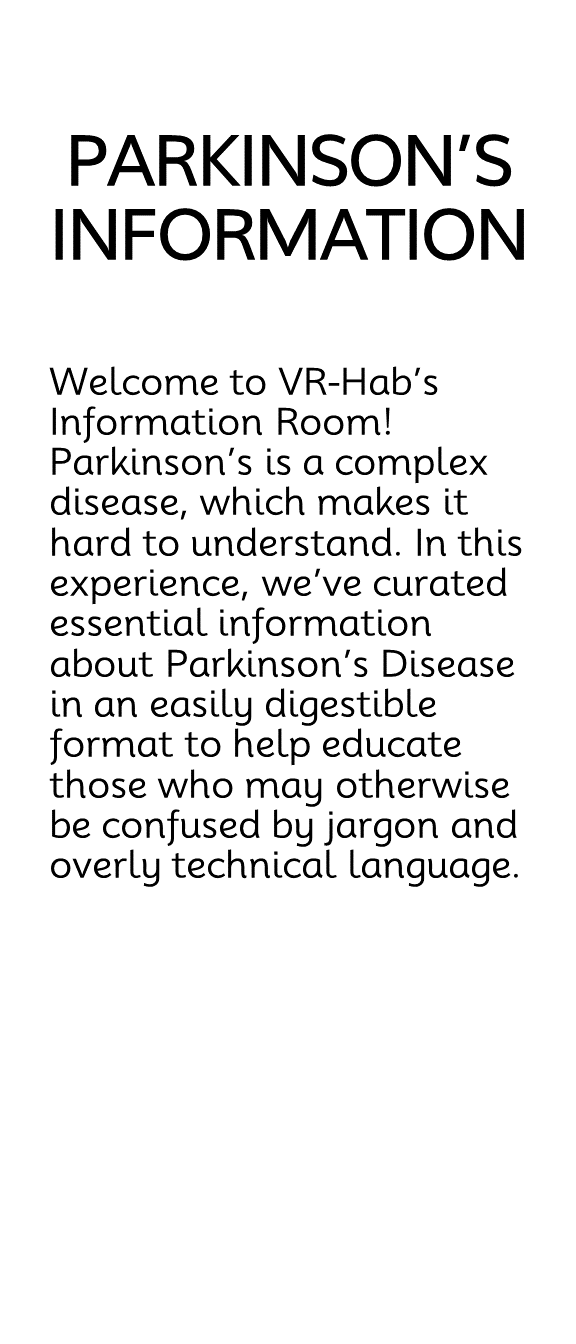 PARKINSON’S
INFORMATION
Welcome to VR-Hab’s
Information Room!
Parkinson’s is a complex
disease, which makes it
hard to understand. In this
experience, we’ve curated
essential information
about Parkinson’s Disease
in an easily digestible
format to help educate
those who may otherwise
be confused by jargon and
overly technical language.